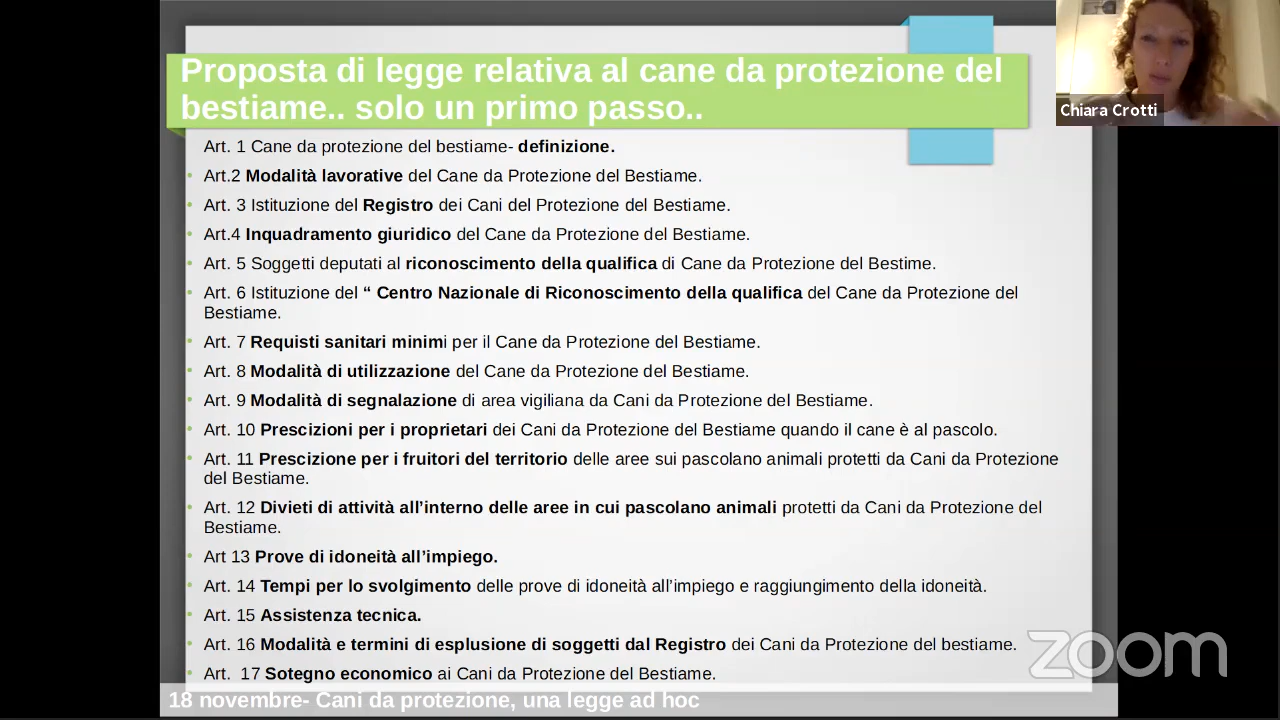 Proposta di legge relativa al cane da protezione del
bestiame.. solo un primo passo..
Chiara Crotti
Art. 1 Cane da protezione del bestiame- definizione.
Art.2 Modalità lavorative del Cane da Protezione del Bestiame.
Art. 3 Istituzione del Registro dei Cani del Protezione del Bestiame.
Art.4 Inquadramento giuridico del Cane da Protezione del Bestiame.
Art. 5 Soggetti deputati al riconoscimento della qualifica di Cane da Protezione del Bestime.
Art. 6 Istituzione del “ Centro Nazionale di Riconoscimento della qualifica del Cane da Protezione del
Bestiame.
Art. 7 Requisti sanitari minimi per il Cane da Protezione del Bestiame.
Art. 8 Modalità di utilizzazione del Cane da Protezione del Bestiame.
Art. 9 Modalità di segnalazione di area vigiliana da Cani da Protezione del Bestiame.
Art. 10 Prescizioni per i proprietari dei Cani da Protezione del Bestiame quando il cane è al pascolo.
Art. 11 Prescizione per i fruitori del territorio delle aree sui pascolano animali protetti da Cani da Protezione
del Bestiame.
Art. 12 Divieti di attività all’interno delle aree in cui pascolano animali protetti da Cani da Protezione del
Bestiame.
Art 13 Prove di idoneità all’impiego.
Art. 14 Tempi per lo svolgimento delle prove di idoneità all’impiego e raggiungimento della idoneità.
Art. 15 Assistenza tecnica.
Art. 16 Modalità e termini di esplusione di soggetti dal Registro dei Cani da Protezione del bestiame.
Art. 17 Sotegno economico ai Cani da Protezione del Bestiame.
zoom
18 novembre- Cani da protezione, una legge ad hoc